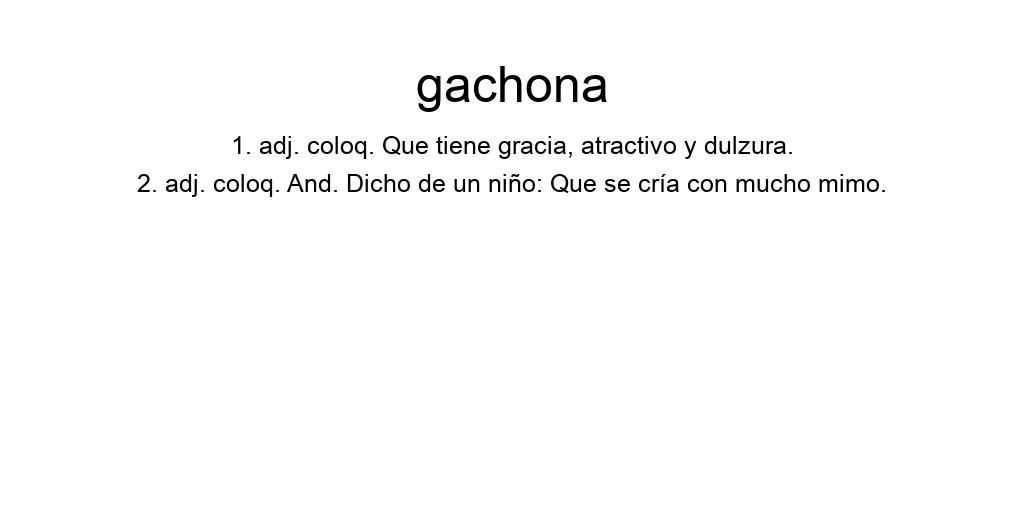 gachona
1. adj. coloq. Que tiene gracia, atractivo y dulzura.
2. adj. coloq. And. Dicho de un niño: Que se cría con mucho mimo.